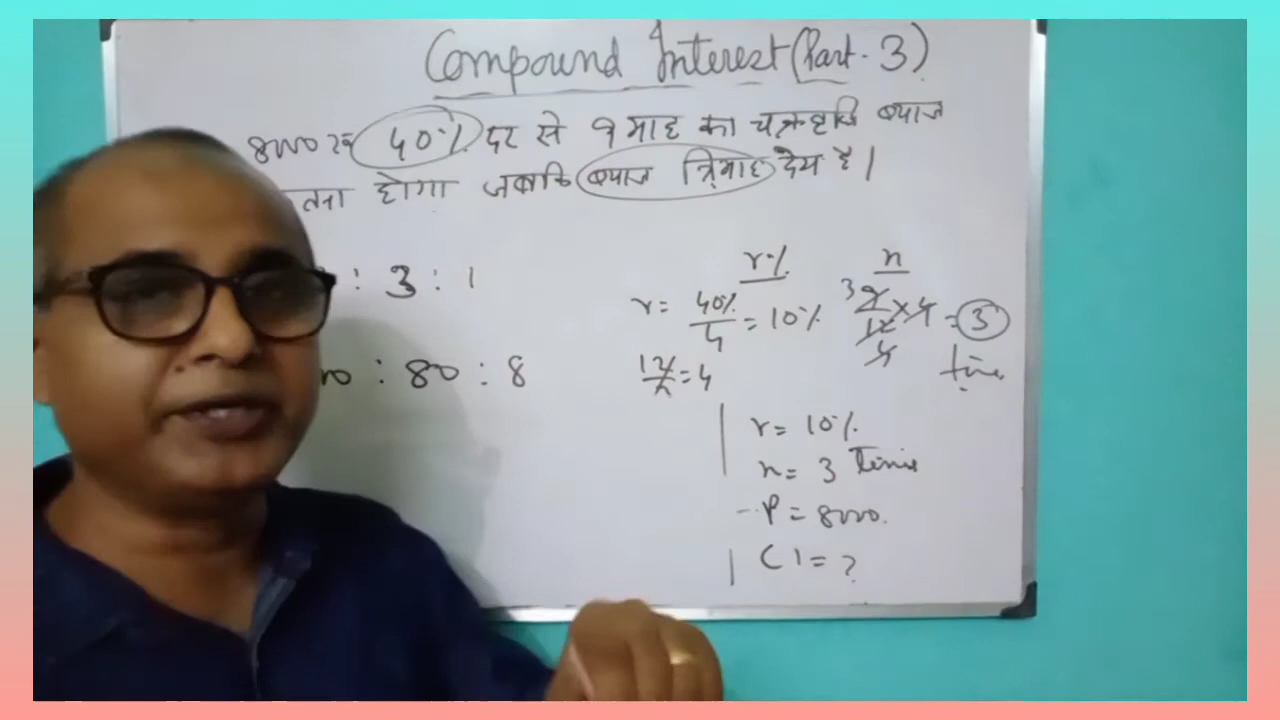 Compound Interest (Part-3)
8000 रू 40% दर से 9 माह का चक्रवृद्धि ब्याज
तना होगा जबकि ब्याज त्रिमाह देय है।
: 3 : 1
: 80 : 8
r%
r = 40%/4 = 10%
12/3 = 4
n
9/12 × 4 = 3
time
r = 10%
n = 3 Times
P = 8000.
CI = ?